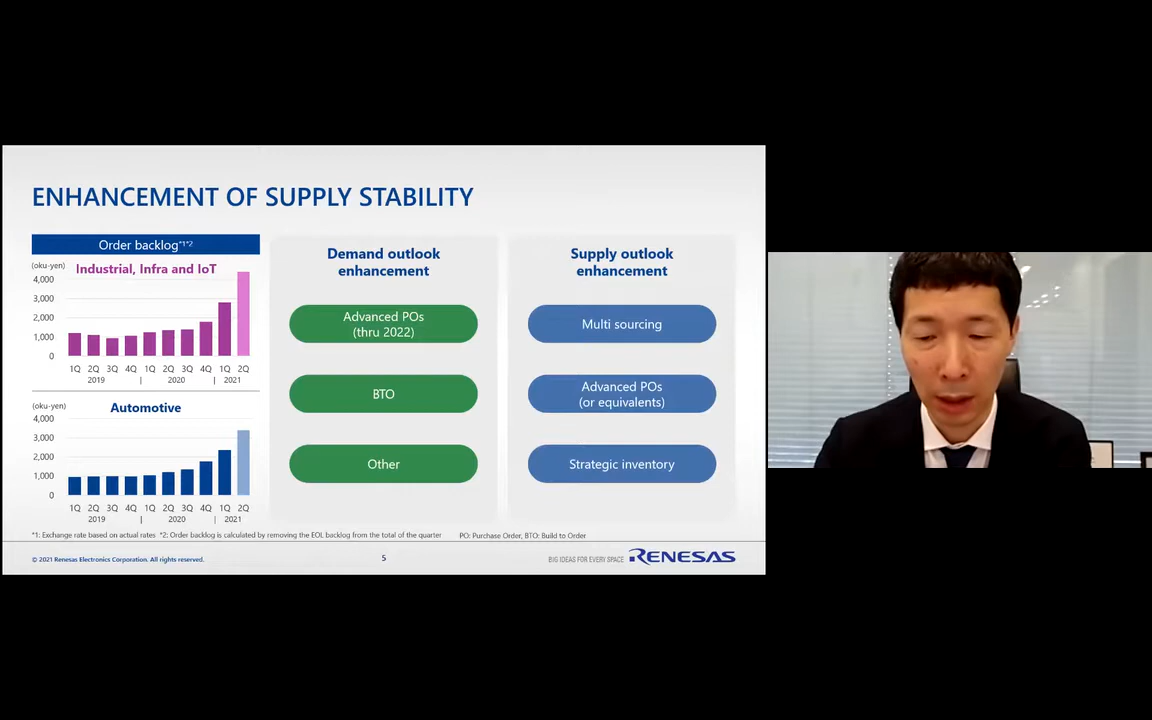 ENHANCEMENT OF SUPPLY STABILITY
Order backlog*1*2
(oku-yen)
Industrial, Infra and IoT
4,000
3,000
2,000
1,000
0
1Q 2Q 3Q 4Q 1Q 2Q 3Q 4Q 1Q 2Q
2019 | 2020 | 2021
(oku-yen)
Automotive
4,000
3,000
2,000
1,000
0
1Q 2Q 3Q 4Q 1Q 2Q 3Q 4Q 1Q 2Q
2019 | 2020 | 2021
Demand outlook
enhancement
Advanced POs
(thru 2022)
BTO
Other
Supply outlook
enhancement
Multi sourcing
Advanced POs
(or equivalents)
Strategic inventory
*1: Exchange rate based on actual rates *2: Order backlog is calculated by removing the EOL backlog from the total of the quarter PO: Purchase Order, BTO: Build to Order
© 2021 Renesas Electronics Corporation. All rights reserved.
5
BIG IDEAS FOR EVERY SPACE RENESAS